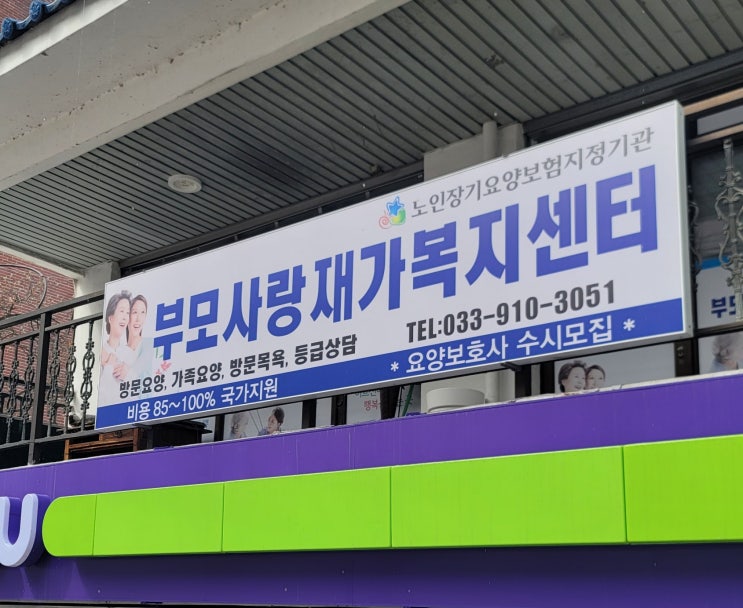 노인장기요양보험지정기관
부모사랑재가복지센터
TEL:033-910-3051
방문요양, 가족요양, 방문목욕, 등급상담
비용 85~100% 국가지원
* 요양보호사 수시모집 *
U